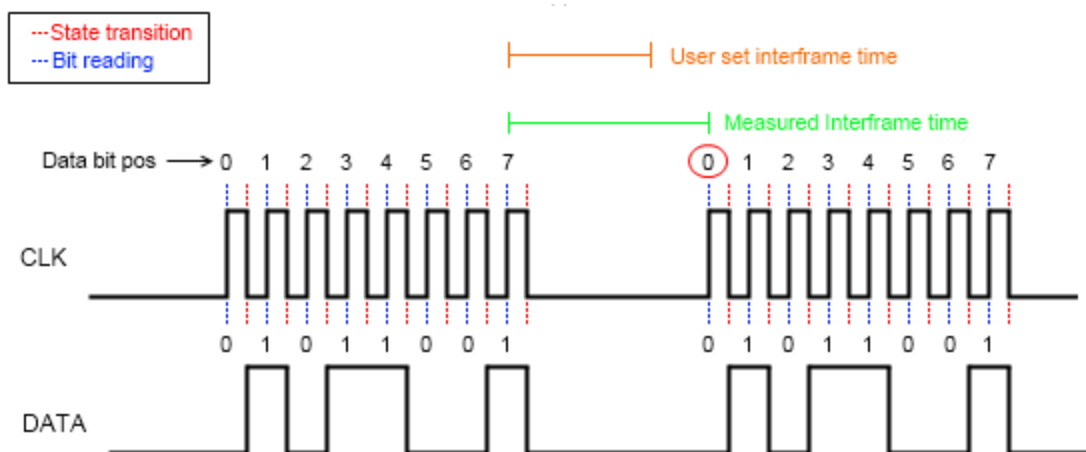 ---State transition
---Bit reading
User set interframe time
Measured Interframe time
Data bit pos 0 1 2 3 4 5 6 7 0 1 2 3 4 5 6 7
CLK
0 1 0 1 1 0 0 1 0 1 0 1 1 0 0 1
DATA